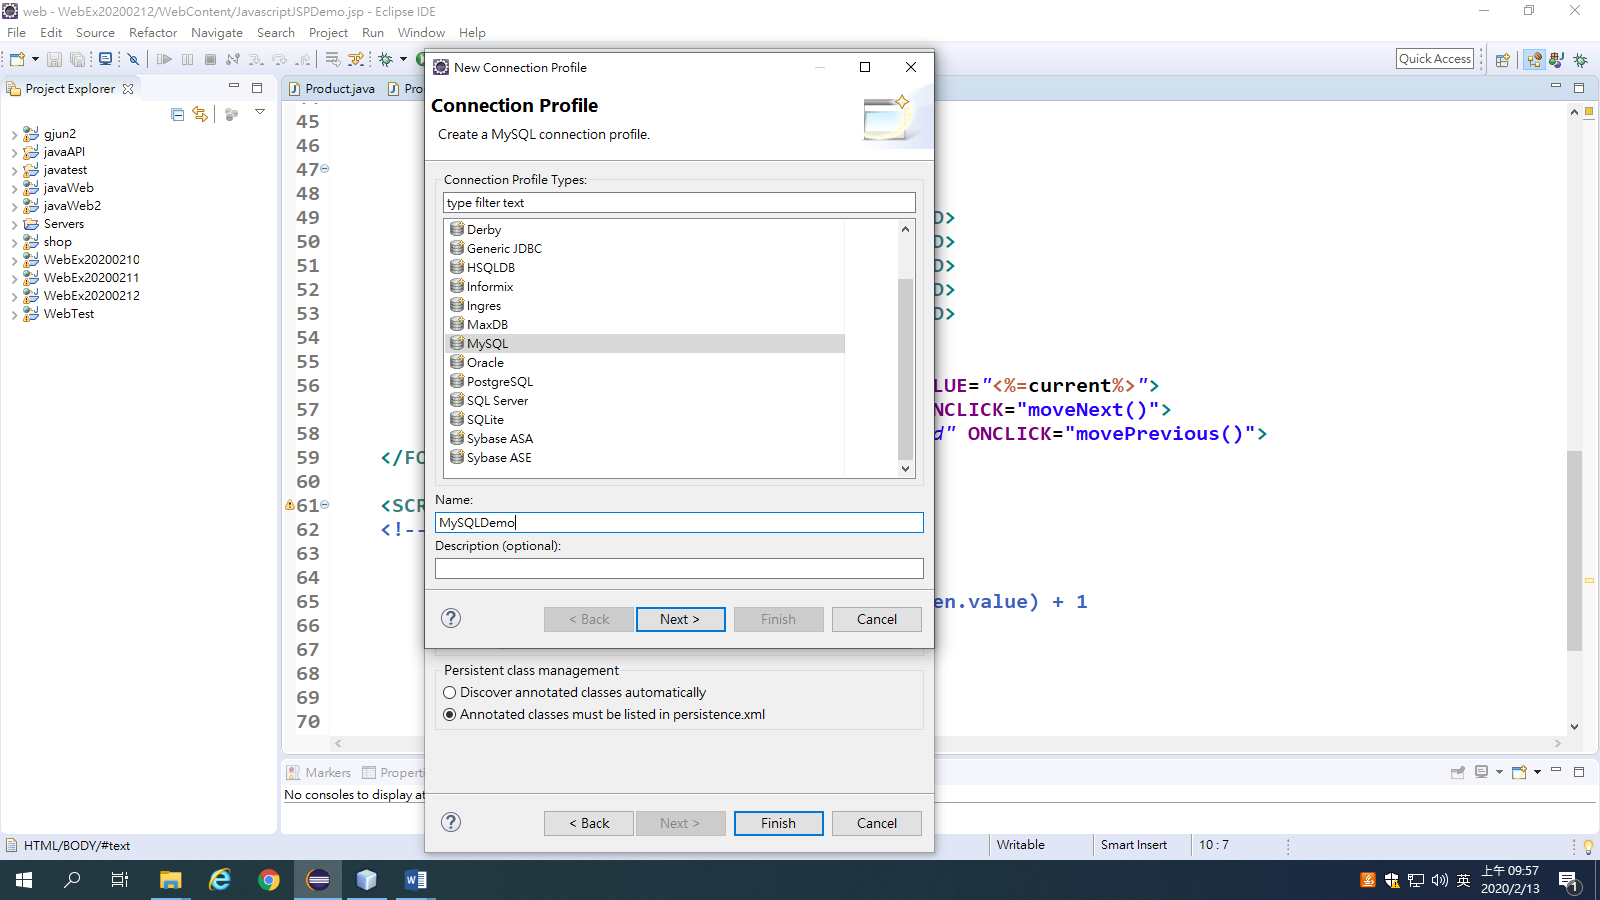 web - WebEx20200212/WebContent/JavascriptJSPDemo.jsp - Eclipse IDE
File Edit Source Refactor Navigate Search Project Run Window Help
Quick Access
Project Explorer
gjun2
javaAPI
javatest
javaWeb
javaWeb2
Servers
shop
WebEx20200210
WebEx20200211
WebEx20200212
WebTest
Product.java
Pro
45
46
47
48
49 D>
50 D>
51 D>
52 D>
53 D>
54
55
56 LUE="<%=current%>">
57 NCLICK="moveNext()">
58 d" ONCLICK="movePrevious()">
59 </FO
60
61 <SCR
62 <!--
63
64
65 en.value) + 1
66
67
68
69
70
New Connection Profile
Connection Profile
Create a MySQL connection profile.
Connection Profile Types:
type filter text
Derby
Generic JDBC
HSQLDB
Informix
Ingres
MaxDB
MySQL
Oracle
PostgreSQL
SQL Server
SQLite
Sybase ASA
Sybase ASE
Name:
MySQLDemo
Description (optional):
< Back Next > Finish Cancel
Persistent class management
Discover annotated classes automatically
Annotated classes must be listed in persistence.xml
< Back Next > Finish Cancel
Markers Properti
No consoles to display at
HTML/BODY/#text
Writable Smart Insert 10 : 7
英
上午 09:57
2020/2/13
1